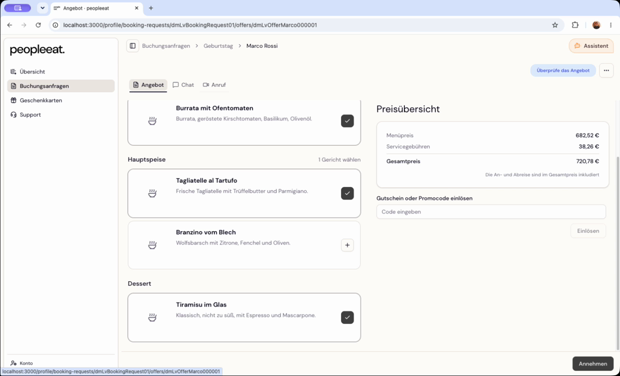 Angebot - peopleeat
localhost:3000/profile/booking-requests/dmLvBookingRequest01/offers/dmLvOfferMarco000001
peopleeat.
Buchungsanfragen > Geburtstag > Marco Rossi
Assistent
Überprüfe das Angebot
Übersicht
Buchungsanfragen
Geschenkkarten
Support
Angebot
Chat
Anruf
Burrata mit Ofentomaten
Burrata, geröstete Kirschtomaten, Basilikum, Olivenöl.
Hauptspeise
1 Gericht wählen
Tagliatelle al Tartufo
Frische Tagliatelle mit Trüffelbutter und Parmigiano.
Branzino vom Blech
Wolfsbarsch mit Zitrone, Fenchel und Oliven.
Dessert
Tiramisu im Glas
Klassisch, nicht zu süß, mit Espresso und Mascarpone.
Preisübersicht
Menüpreis 682,52 €
Servicegebühren 38,26 €
Gesamtpreis 720,78 €
Die An- und Abreise sind im Gesamtpreis inkludiert
Gutschein oder Promocode einlösen
Code eingeben
Einlösen
Konto
Annehmen
localhost:3000/profile/booking-requests/dmLvBookingRequest01/offers/dmLvOfferMarco000001